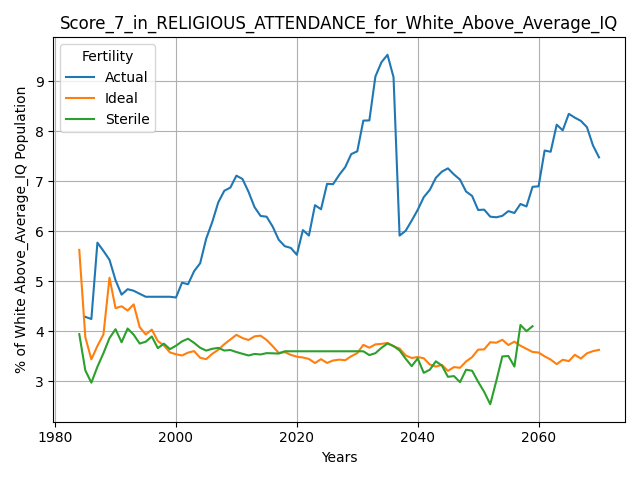 Score_7_in_RELIGIOUS_ATTENDANCE_for_White_Above_Average_IQ
Fertility
Actual
Ideal
Sterile
% of White Above_Average_IQ Population
9
8
7
6
5
4
3
1980
2000
2020
2040
2060
Years